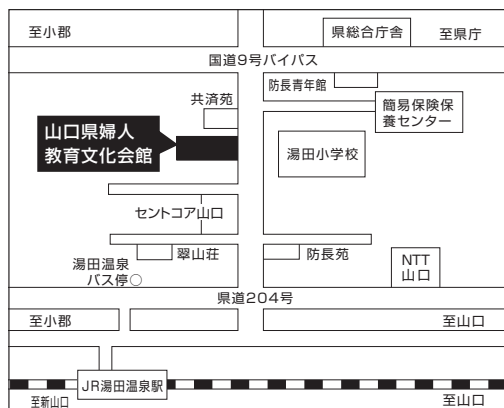 至小郡
県総合庁舎
至県庁
国道9号バイパス
防長青年館
共済苑
簡易保険保
養センター
山口県婦人
教育文化会館
湯田小学校
セントコア山口
翠山荘
防長苑
湯田温泉
バス停○
NTT
山口
県道204号
至小郡
至山口
JR湯田温泉駅
至新山口
至山口